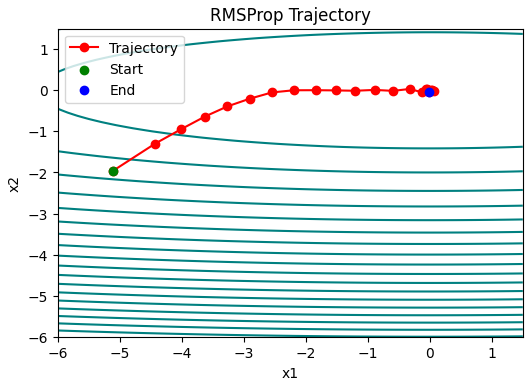 RMSProp Trajectory
Trajectory
Start
End
x2
1
0
−1
−2
−3
−4
−5
−6
−6
−5
−4
−3
−2
−1
0
1
x1